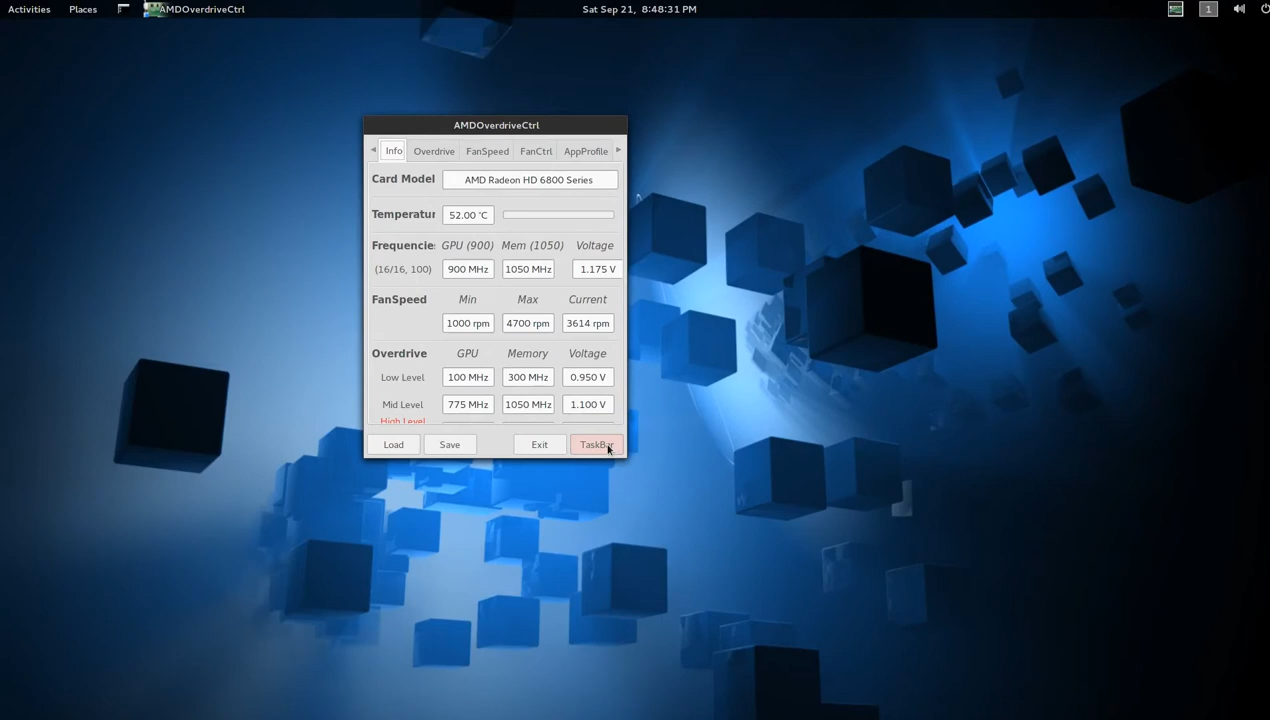 Activities Places AMDOverdriveCtrl Sat Sep 21, 8:48:31 PM 1
AMDOverdriveCtrl
Info Overdrive FanSpeed FanCtrl AppProfile
Card Model AMD Radeon HD 6800 Series
Temperatur 52.00 °C
Frequencie GPU (900) Mem (1050) Voltage
(16/16, 100) 900 MHz 1050 MHz 1.175 V
FanSpeed Min Max Current
1000 rpm 4700 rpm 3614 rpm
Overdrive GPU Memory Voltage
Low Level 100 MHz 300 MHz 0.950 V
Mid Level 775 MHz 1050 MHz 1.100 V
High Level
Load Save Exit TaskBar